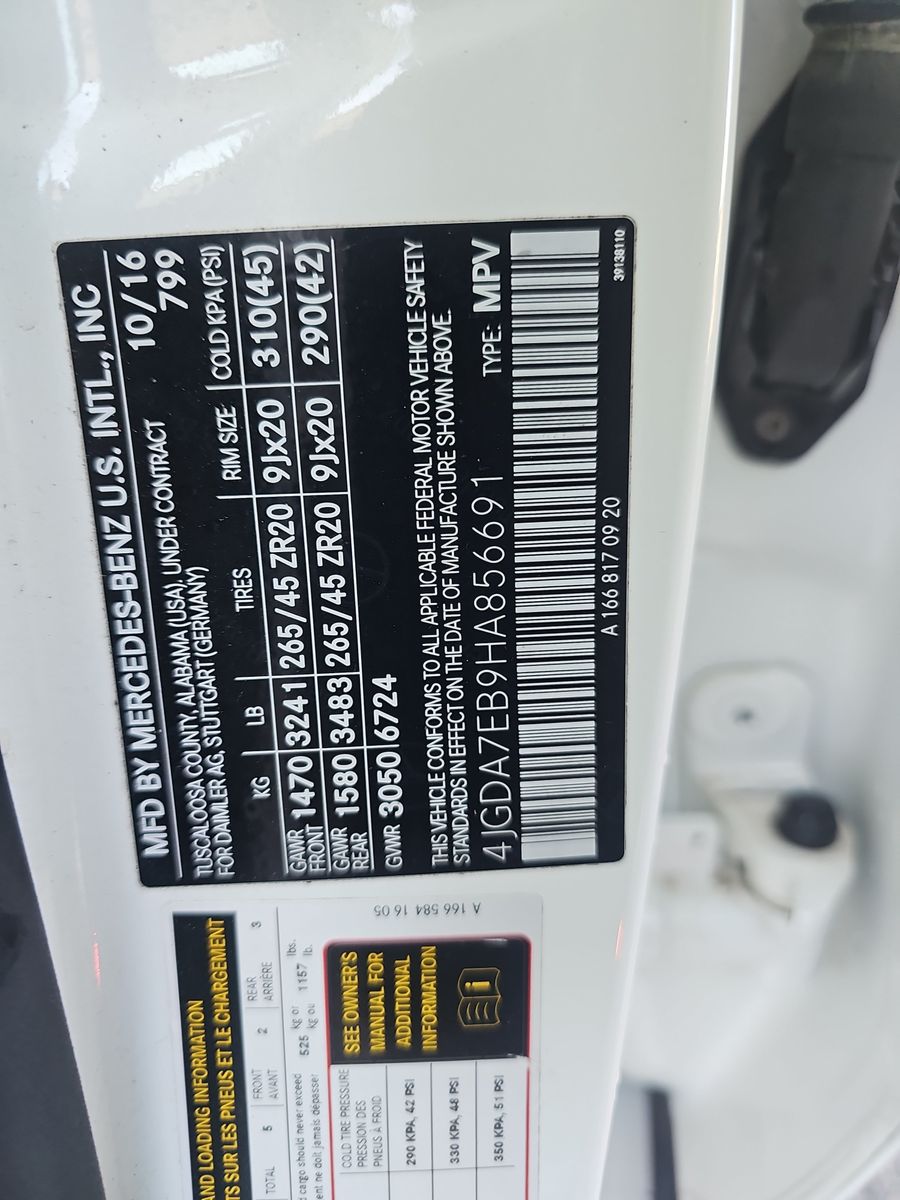 MFD BY MERCEDES-BENZ U.S. INTL., INC
TUSCALOOSA COUNTY, ALABAMA (USA), UNDER CONTRACT 10/16
FOR DAIMLER AG, STUTTGART (GERMANY) 799
KG LB TIRES RIM SIZE COLD KPA(PSI)
GAWR FRONT 1470 3241 265/45 ZR20 9Jx20 310(45)
GAWR REAR 1580 3483 265/45 ZR20 9Jx20 290(42)
GVWR 3050 6724
THIS VEHICLE CONFORMS TO ALL APPLICABLE FEDERAL MOTOR VEHICLE SAFETY
STANDARDS IN EFFECT ON THE DATE OF MANUFACTURE SHOWN ABOVE.
4JGDA7EB9HA856691 TYPE: MPV
A 166 817 09 20
39138110
AND LOADING INFORMATION
TS SUR LES PNEUS ET LE CHARGEMENT
TOTAL 5 FRONT AVANT 2 REAR ARRIÈRE 3
cargo should never exceed 525 kg or 1157 lbs.
ent ne doit jamais dépasser kg ou lb.
COLD TIRE PRESSURE
PRESSION DES
PNEUS À FROID
290 KPA, 42 PSI
330 KPA, 48 PSI
350 KPA, 51 PSI
SEE OWNER'S
MANUAL FOR
ADDITIONAL
INFORMATION
i
A 166 584 16 05